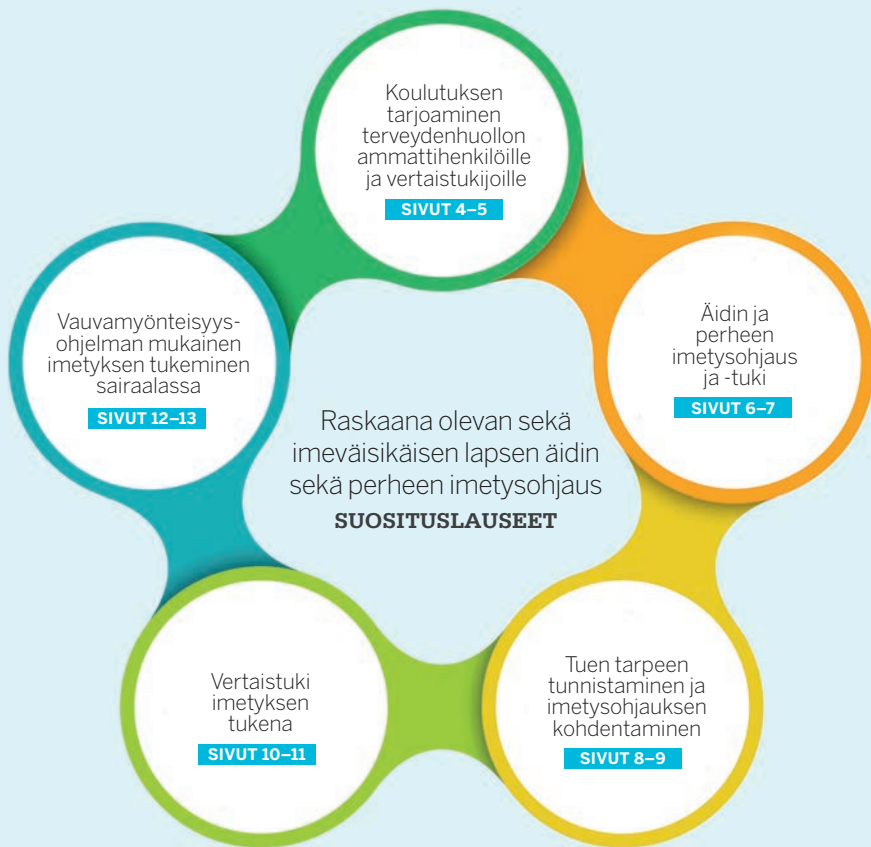 Koulutuksen
tarjoaminen
terveydenhuollon
ammattihenkilöille
ja vertaistukijoille
SIVUT 4–5
Äidin ja
perheen
imetysohjaus
ja -tuki
SIVUT 6–7
Tuen tarpeen
tunnistaminen ja
imetysohjauksen
kohdentaminen
SIVUT 8–9
Vertaistuki
imetyksen
tukena
SIVUT 10–11
Vauvamyönteisyys-
ohjelman mukainen
imetyksen tukeminen
sairaalassa
SIVUT 12–13
Raskaana olevan sekä
imeväisikäisen lapsen äidin
sekä perheen imetysohjaus
SUOSITUSLAUSEET